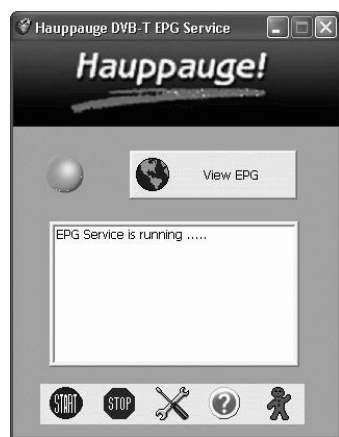 Hauppauge DVB-T EPG Service
Hauppauge!
View EPG
EPG Service is running .....
START
STOP
?